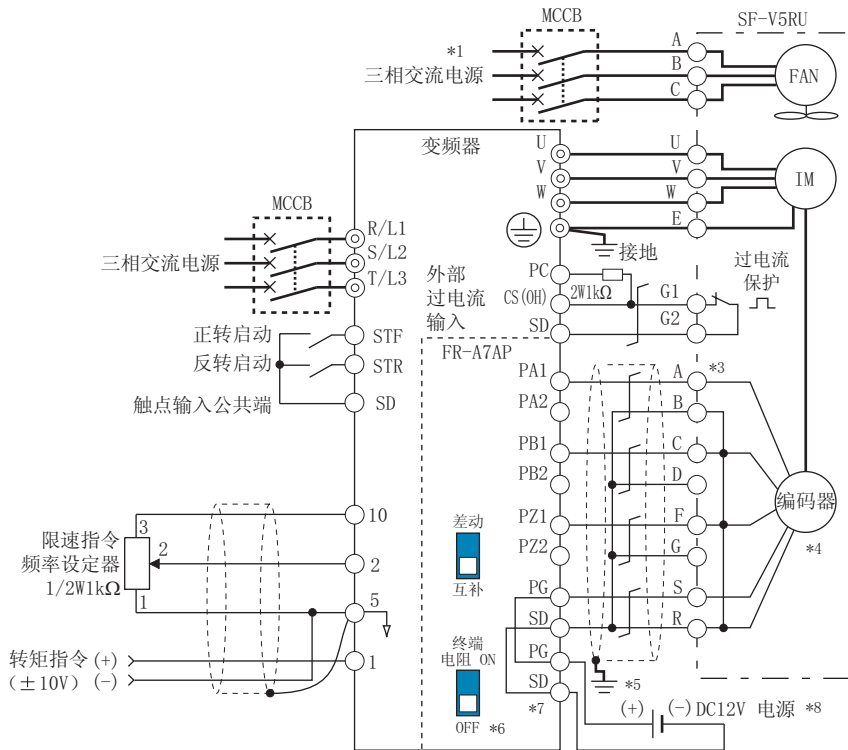 MCCB
SF-V5RU
*1
三相交流电源
A
B
C
FAN
变频器
U
V
W
U
V
W
E
IM
接地
MCCB
R/L1
S/L2
T/L3
三相交流电源
外部
过电流
输入
PC
CS(OH)
SD
2W1kΩ
G1
G2
过电流
保护
正转启动
STF
反转启动
STR
触点输入公共端
SD
FR-A7AP
PA1
PA2
PB1
PB2
PZ1
PZ2
PG
SD
PG
SD
A
*3
B
C
D
F
G
S
R
编码器
*4
限速指令
频率设定器
1/2W1kΩ
3
2
1
10
2
5
1
转矩指令 (+)
(±10V) (-)
差动
互补
终端
电阻 ON
OFF *6
*7
*5
(+) (-) DC12V 电源 *8